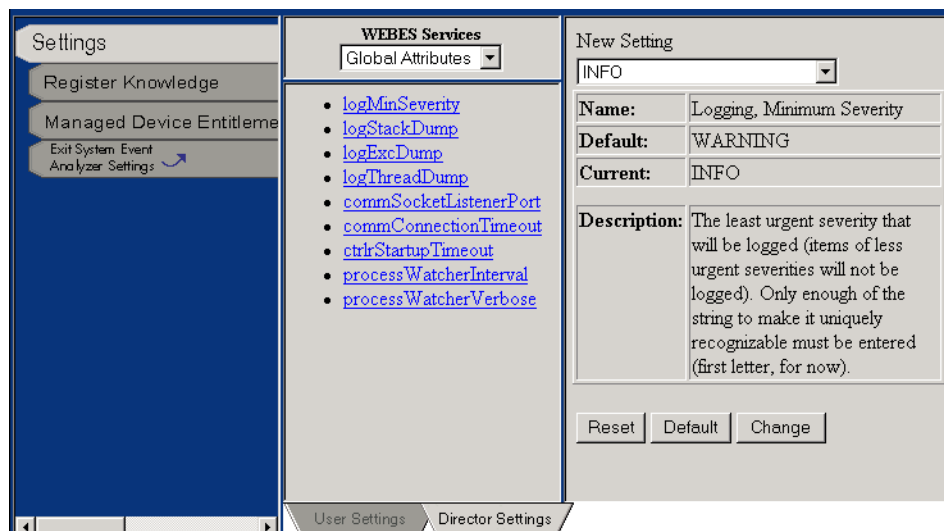 Settings
Register Knowledge
Managed Device Entitleme
Exit System Event
Analyzer Settings
WEBES Services
Global Attributes
logMinSeverity
logStackDump
logExcDump
logThreadDump
commSocketListenerPort
commConnectionTimeout
ctrlrStartupTimeout
processWatcherInterval
processWatcherVerbose
User Settings
Director Settings
New Setting
INFO
Name: Logging, Minimum Severity
Default: WARNING
Current: INFO
Description: The least urgent severity that
will be logged (items of less
urgent severities will not be
logged). Only enough of the
string to make it uniquely
recognizable must be entered
(first letter, for now).
Reset Default Change